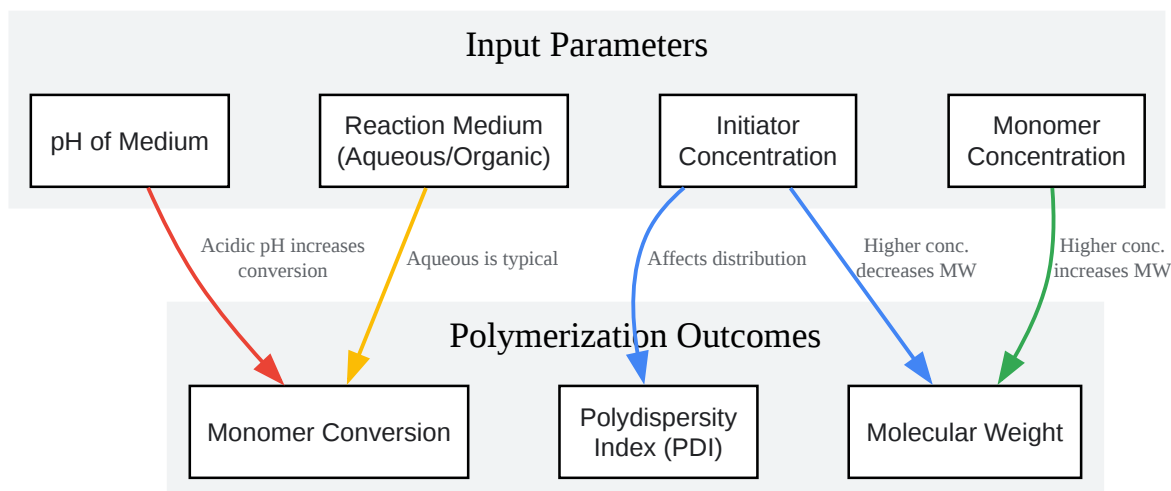 Input Parameters
pH of Medium
Reaction Medium
(Aqueous/Organic)
Initiator
Concentration
Monomer
Concentration
Acidic pH increases
conversion
Aqueous is typical
Affects distribution
Higher conc.
decreases MW
Higher conc.
increases MW
Polymerization Outcomes
Monomer Conversion
Polydispersity
Index (PDI)
Molecular Weight